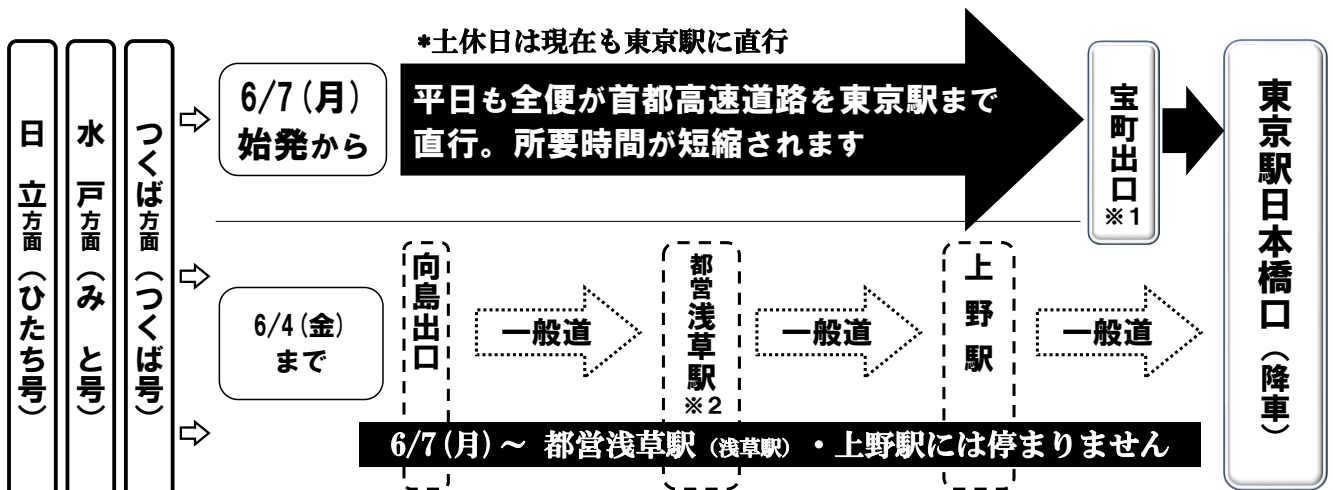 *土休日は現在も東京駅に直行
日立方面（ひたち号）
水戸方面（みと号）
つくば方面（つくば号）
6/7(月)
始発から
平日も全便が首都高速道路を東京駅まで
直行。所要時間が短縮されます
宝町出口
※1
東京駅日本橋口（降車）
6/4(金)
まで
向島出口
一般道
都営浅草駅
※2
一般道
上野駅
一般道
6/7(月)～ 都営浅草駅（浅草駅）・上野駅には停まりません